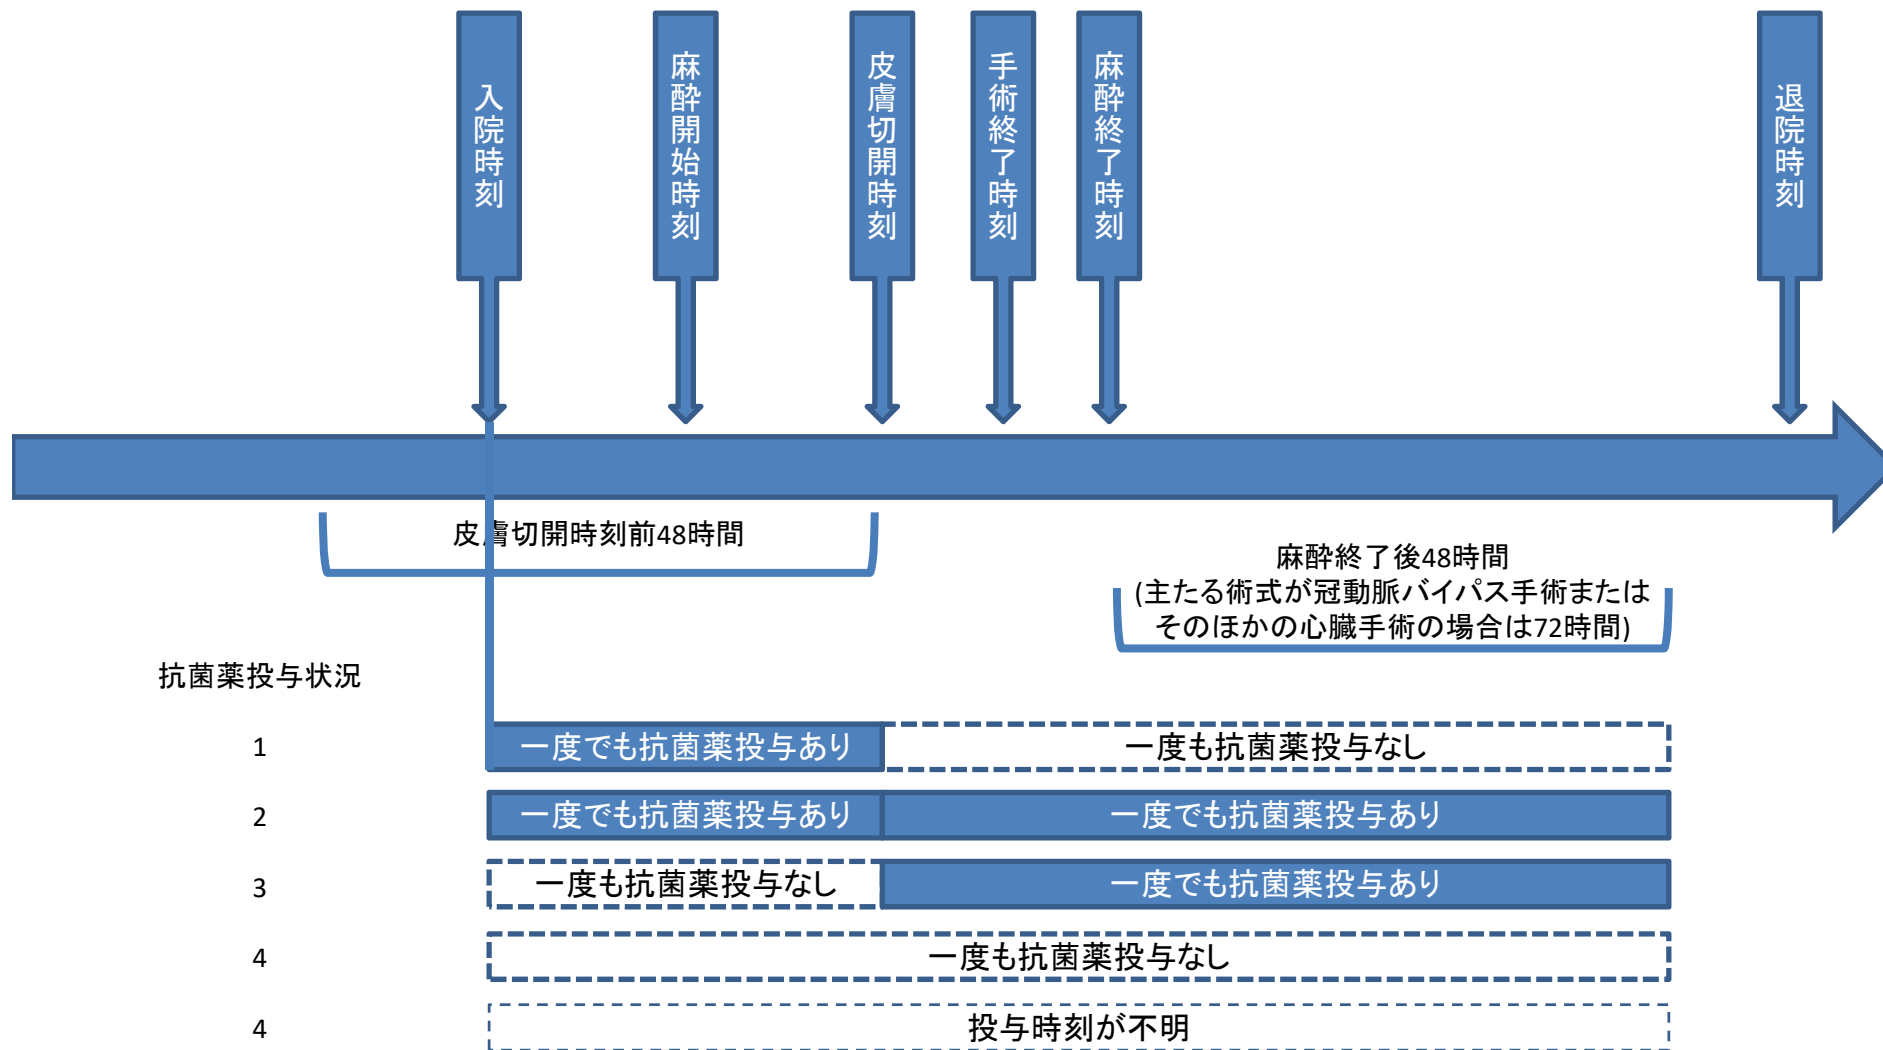 入院時刻
麻酔開始時刻
皮膚切開時刻
手術終了時刻
麻酔終了時刻
退院時刻
皮膚切開時刻前48時間
麻酔終了後48時間
(主たる術式が冠動脈バイパス手術または
そのほかの心臓手術の場合は72時間)
抗菌薬投与状況
1
一度でも抗菌薬投与あり
一度も抗菌薬投与なし
2
一度でも抗菌薬投与あり
一度でも抗菌薬投与あり
3
一度も抗菌薬投与なし
一度でも抗菌薬投与あり
4
一度も抗菌薬投与なし
4
投与時刻が不明